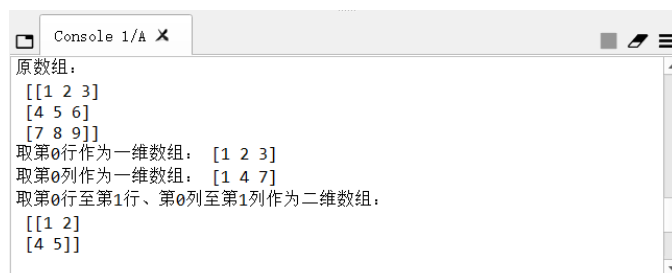 Console 1/A
原数组：
[[1 2 3]
[4 5 6]
[7 8 9]]
取第0行作为一维数组： [1 2 3]
取第0列作为一维数组： [1 4 7]
取第0行至第1行、第0列至第1列作为二维数组：
[[1 2]
[4 5]]